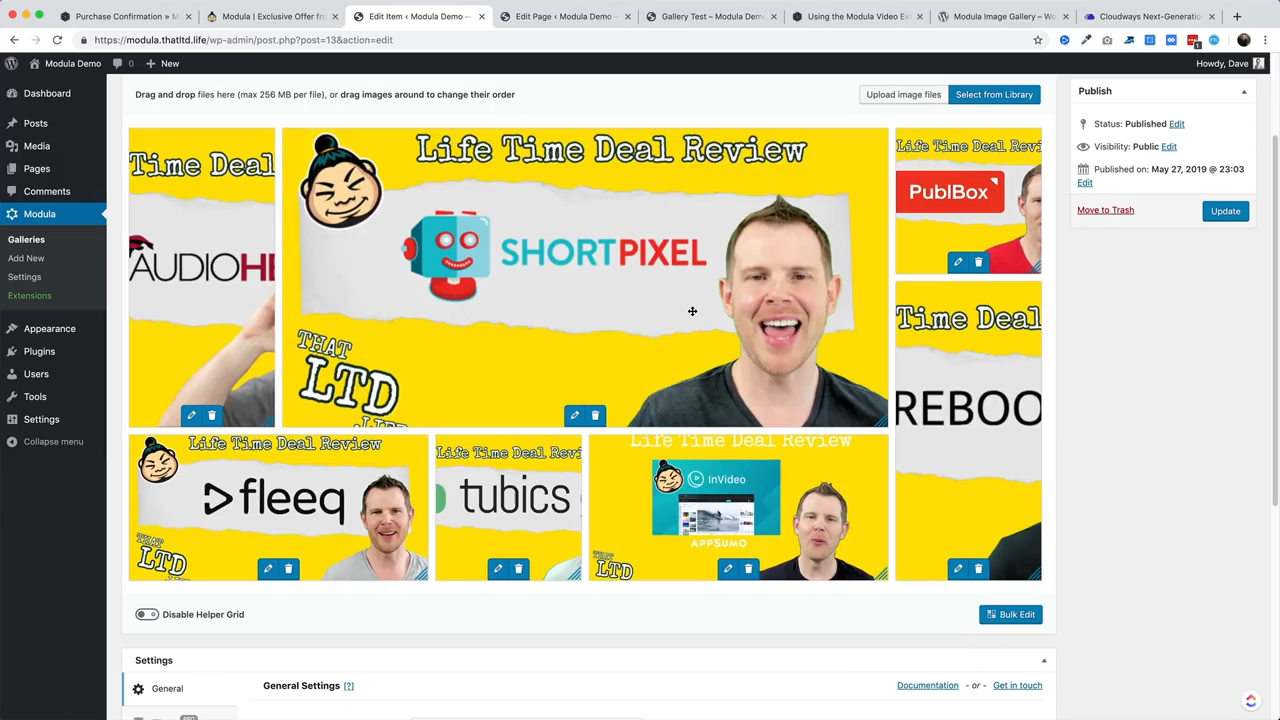 Purchase Confirmation » M
Modula | Exclusive Offer fro
Edit Item ‹ Modula Demo —
Edit Page ‹ Modula Demo —
Gallery Test – Modula Demo
Using the Modula Video Ex
Modula Image Gallery – Wo
Cloudways Next-Generatio
https://modula.thatltd.life/wp-admin/post.php?post=13&action=edit
Modula Demo
0
New
Howdy, Dave
Dashboard
Posts
Media
Pages
Comments
Modula
Galleries
Add New
Settings
Extensions
Appearance
Plugins
Users
Tools
Settings
Collapse menu
Drag and drop files here (max 256 MB per file), or drag images around to change their order
Upload image files
Select from Library
Time Deal
AUDIOHE
Life Time Deal Review
SHORTPIXEL
THAT
LTD
Life Time Deal Revi
PublBox
Time Deal
REBOO
Life Time Deal Review
fleeq
THAT
LTD
Life Time Deal Revi
tubics
Life Time Deal Review
InVideo
APPSUMO
THAT
LTD
Disable Helper Grid
Bulk Edit
Publish
Status: Published Edit
Visibility: Public Edit
Published on: May 27, 2019 @ 23:03
Edit
Move to Trash
Update
Settings
General
General Settings [?]
Documentation - or - Get in touch